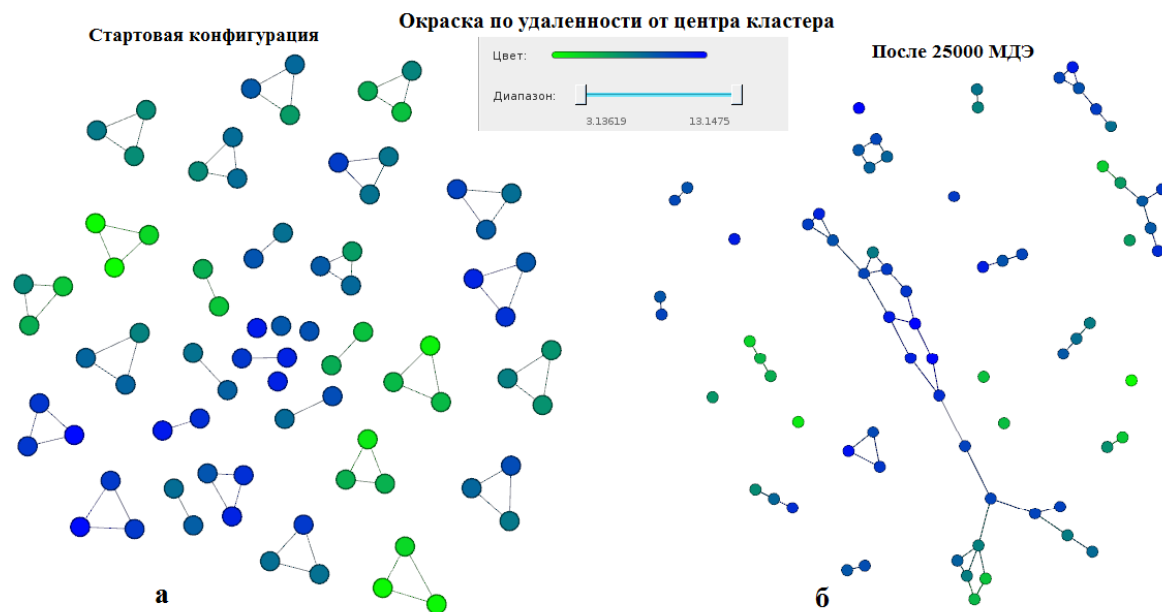 Окраска по удаленности от центра кластера
Стартовая конфигурация
Цвет:
Диапазон:
3.13619 13.1475
После 25000 МДЭ
а
б